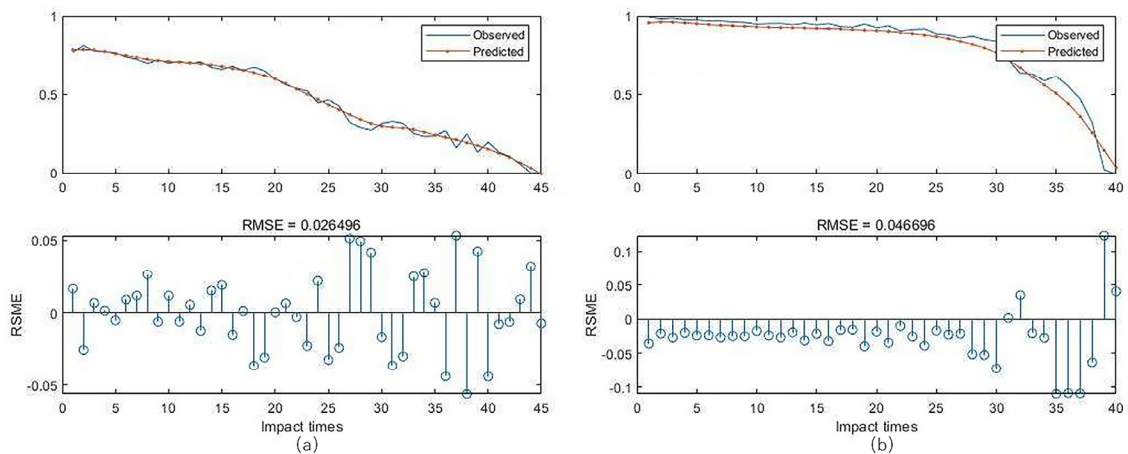 1
0.5
0
0 5 10 15 20 25 30 35 40 45
Observed
Predicted
RMSE = 0.026496
0.05
0
-0.05
RSME
0 5 10 15 20 25 30 35 40 45
Impact times
(a)
1
0.5
0
0 5 10 15 20 25 30 35 40
Observed
Predicted
RMSE = 0.046696
0.1
0.05
0
-0.05
-0.1
RSME
0 5 10 15 20 25 30 35 40
Impact times
(b)